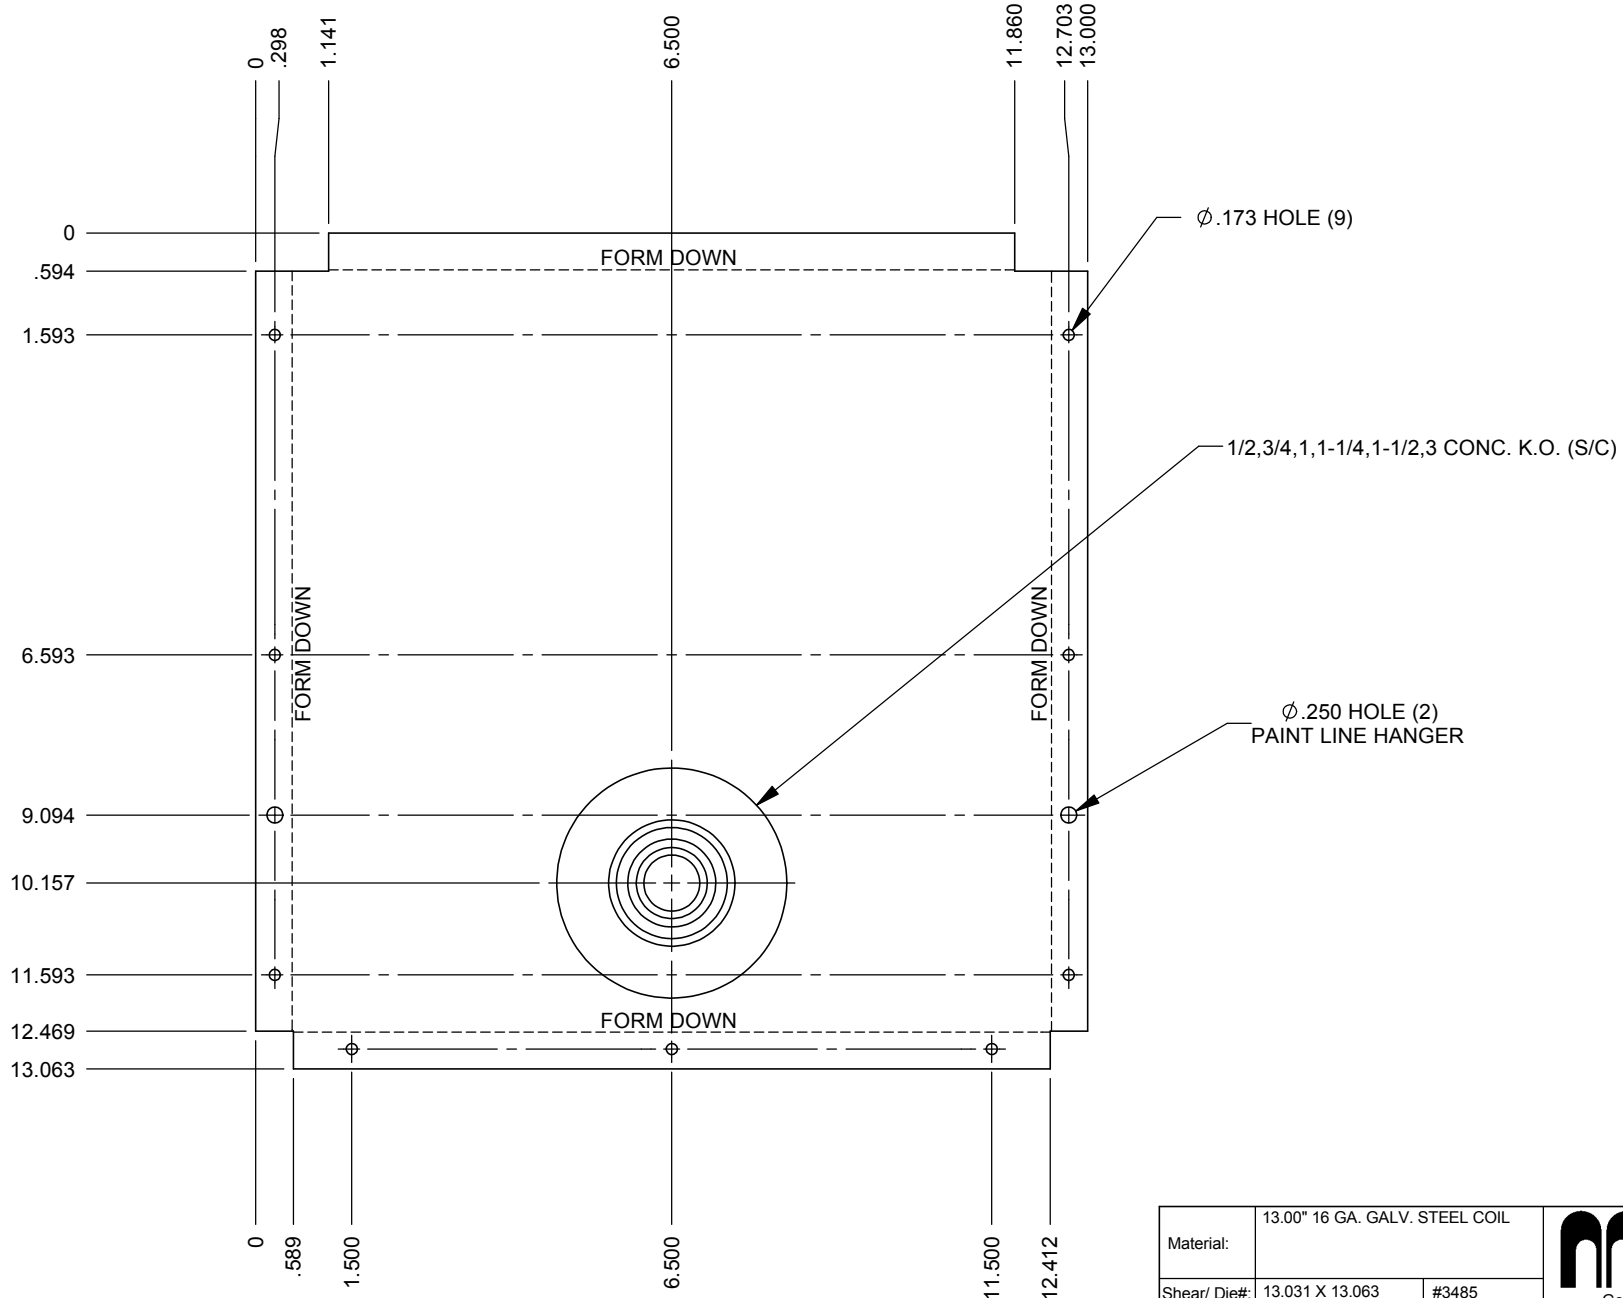 0
.298
1.141
6.500
11.860
12.703
13.000
0
.594
1.593
6.593
9.094
10.157
11.593
12.469
13.063
FORM DOWN
∅.173 HOLE (9)
1/2,3/4,1,1-1/4,1-1/2,3 CONC. K.O. (S/C)
FORM DOWN
FORM DOWN
∅.250 HOLE (2)
PAINT LINE HANGER
FORM DOWN
0
.589
1.500
6.500
11.500
12.412
Material: 13.00" 16 GA. GALV. STEEL COIL
Shear/ Die#: 13.031 X 13.063 #3485